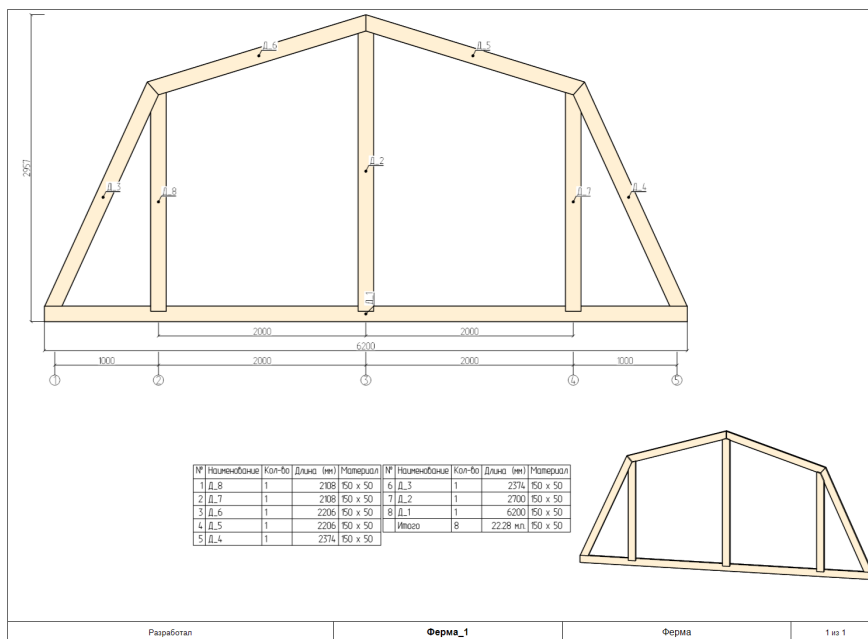 Д_6
Д_5
2957
Д_2
Д_3
Д_8
Д_7
Д_4
Д_1
2000
2000
6200
1000
2000
2000
1000
1
2
3
4
5
№ Наименование Кол-во Длина (мм) Материал № Наименование Кол-во Длина (мм) Материал
1 Д_8 1 2108 150 x 50 6 Д_3 1 2374 150 x 50
2 Д_7 1 2108 150 x 50 7 Д_2 1 2700 150 x 50
3 Д_6 1 2206 150 x 50 8 Д_1 1 6200 150 x 50
4 Д_5 1 2206 150 x 50 Итого 8 22.28 м.п. 150 x 50
5 Д_4 1 2374 150 x 50
Разработал Ферма_1 Ферма 1 из 1